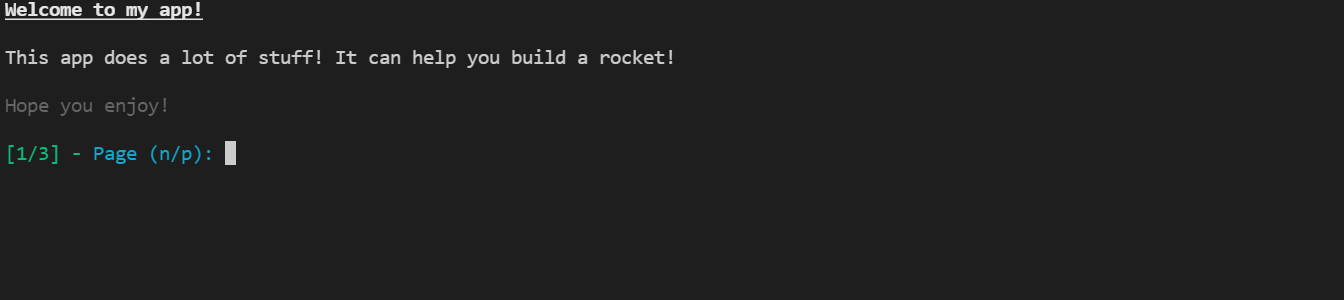 Welcome to my app!
This app does a lot of stuff! It can help you build a rocket!
Hope you enjoy!
[1/3] - Page (n/p):